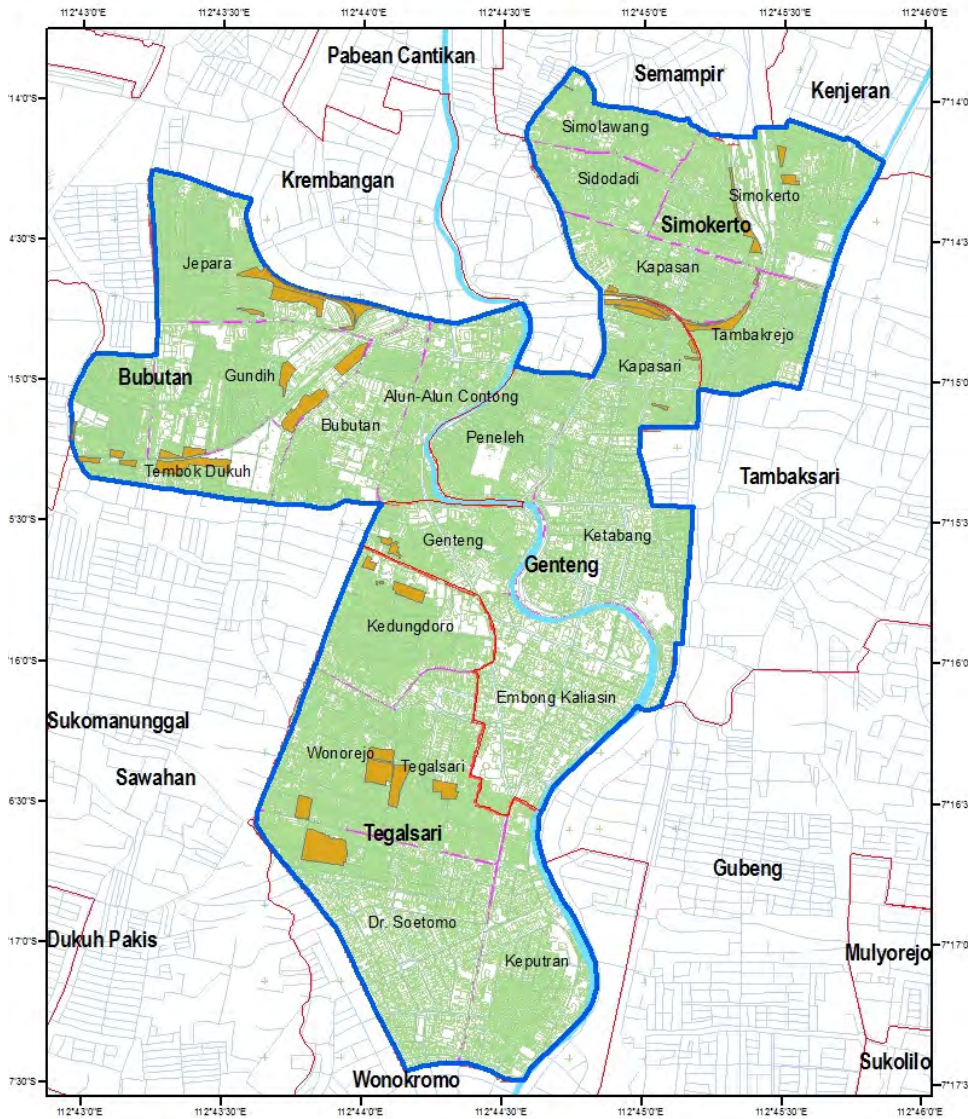 112°43'0"E 112°43'30"E 112°44'0"E 112°44'30"E 112°45'0"E 112°45'30"E 112°46'0"E
Pabean Cantikan
Semampir
Kenjeran
14'0"S
7°14'0
Simolawang
Krembangan
Sidodadi
Simokerto
Simokerto
4'30"S
7°14'3
Jepara
Kapasan
Tambakrejo
Kapasari
Bubutan
Gundih
15'0"S
7°15'0
Alun-Alun Contong
Bubutan
Peneleh
Tembok Dukuh
Tambaksari
5'30"S
7°15'3
Genteng
Ketabang
Genteng
Kedungdoro
16'0"S
7°16'0
Embong Kaliasin
Sukomanunggal
Wonorejo
Tegalsari
Sawahan
6'30"S
7°16'3
Tegalsari
Gubeng
Dr. Soetomo
17'0"S
7°17'0
Dukuh Pakis
Keputran
Mulyorejo
Sukolilo
7'30"S
7°17'3
Wonokromo
112°43'0"E 112°43'30"E 112°44'0"E 112°44'30"E 112°45'0"E 112°45'30"E 112°46'0"E